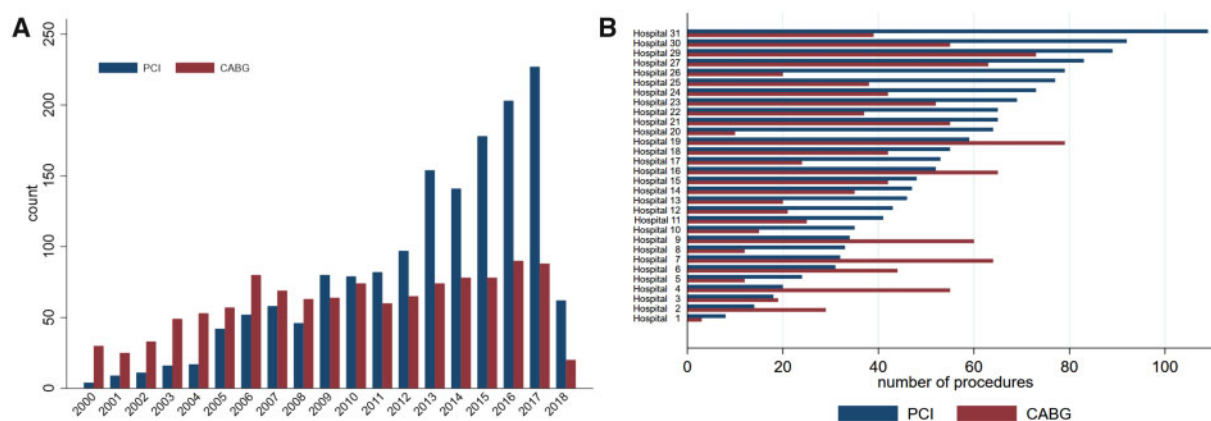 A
250
200
150
100
50
0
count
PCI CABG
2000 2001 2002 2003 2004 2005 2006 2007 2008 2009 2010 2011 2012 2013 2014 2015 2016 2017 2018
B
Hospital 31
Hospital 30
Hospital 29
Hospital 27
Hospital 26
Hospital 25
Hospital 24
Hospital 23
Hospital 22
Hospital 21
Hospital 20
Hospital 19
Hospital 18
Hospital 17
Hospital 16
Hospital 15
Hospital 14
Hospital 13
Hospital 12
Hospital 11
Hospital 10
Hospital 9
Hospital 8
Hospital 7
Hospital 6
Hospital 5
Hospital 4
Hospital 3
Hospital 2
Hospital 1
0 20 40 60 80 100
number of procedures
PCI CABG